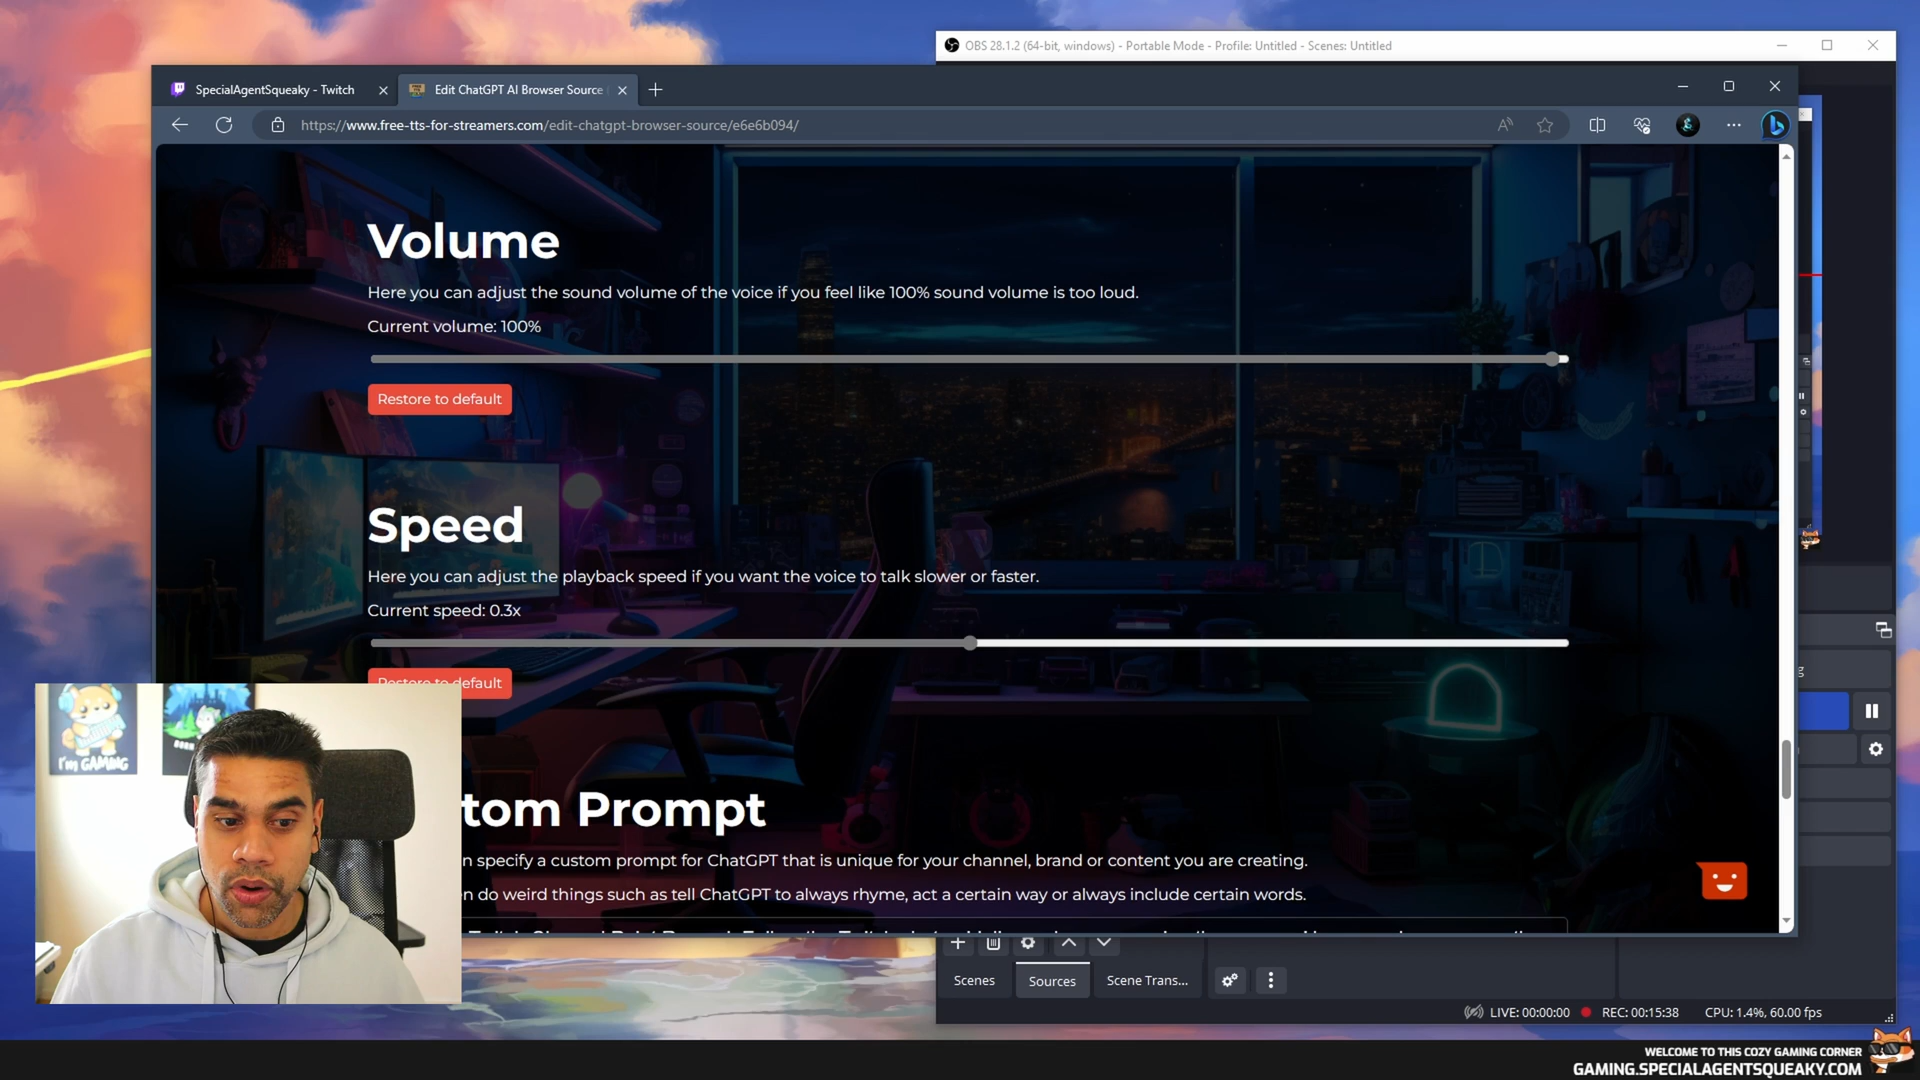 OBS 28.1.2 (64-bit, windows) - Portable Mode - Profile: Untitled - Scenes: Untitled
SpecialAgentSqueaky - Twitch
Edit ChatGPT AI Browser Source
https://www.free-tts-for-streamers.com/edit-chatgpt-browser-source/e6e6b094/
Volume
Here you can adjust the sound volume of the voice if you feel like 100% sound volume is too loud.
Current volume: 100%
Restore to default
Speed
Here you can adjust the playback speed if you want the voice to talk slower or faster.
Current speed: 0.3x
Restore to default
I'm GAMING
tom Prompt
n specify a custom prompt for ChatGPT that is unique for your channel, brand or content you are creating.
n do weird things such as tell ChatGPT to always rhyme, act a certain way or always include certain words.
Scenes
Sources
Scene Trans...
LIVE: 00:00:00
REC: 00:15:38
CPU: 1.4%, 60.00 fps
WELCOME TO THIS COZY GAMING CORNER
GAMING.SPECIALAGENTSQUEAKY.COM